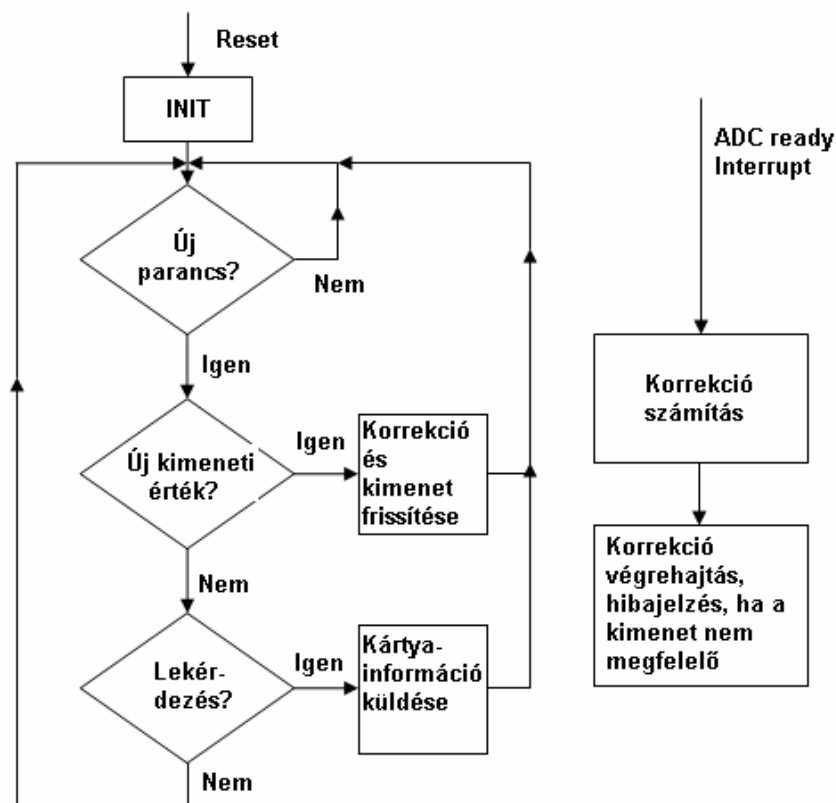 Reset
INIT
ADC ready
Interrupt
Új
parancs?
Nem
Igen
Új kimeneti
érték?
Igen
Korrekció
és
kimenet
frissítése
Nem
Lekér-
dezés?
Igen
Kártya-
információ
küldése
Nem
Korrekció
számítás
Korrekció
végrehajtás,
hibajelzés, ha a
kimenet nem
megfelelő